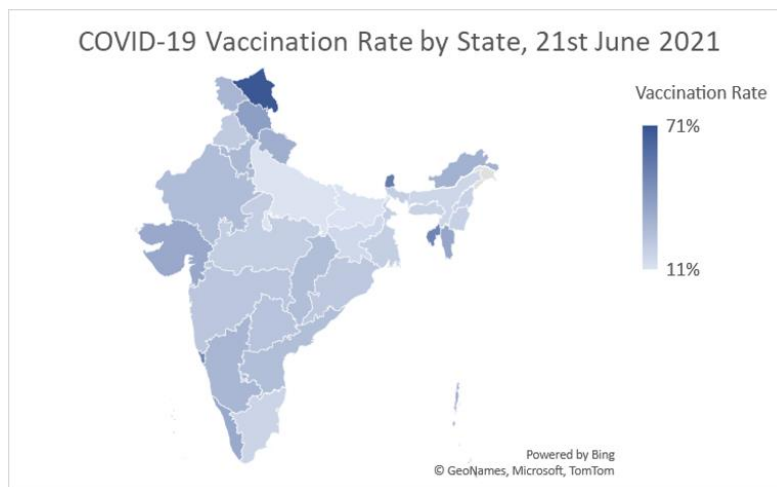 COVID-19 Vaccination Rate by State, 21st June 2021
Vaccination Rate
71%
11%
Powered by Bing
© GeoNames, Microsoft, TomTom